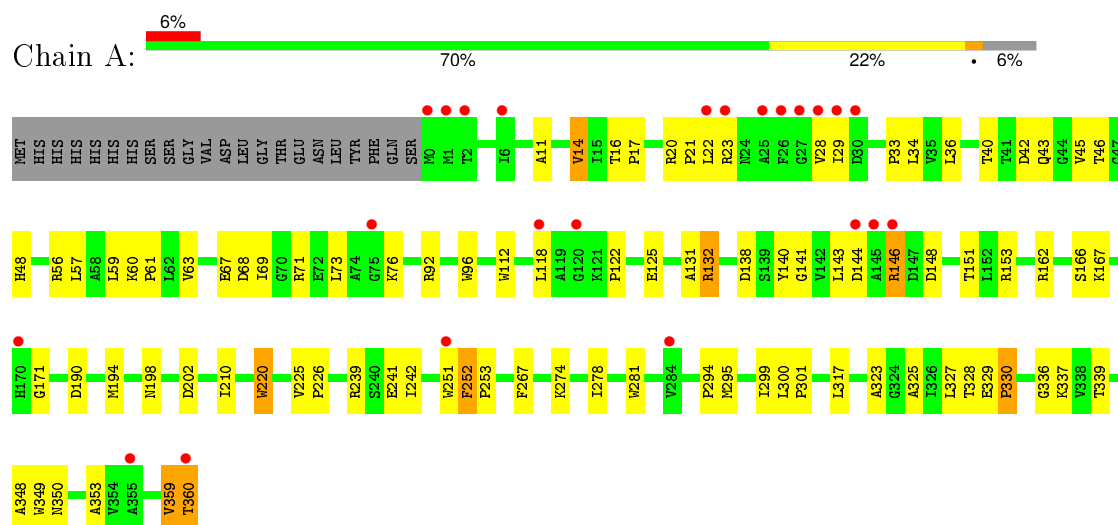 6%
Chain A:
70% 22% • 6%
MET HIS HIS HIS HIS HIS HIS SER SER GLY VAL ASP LEU GLY THR GLU ASN LEU TYR PHE GLN SER M0 M1 T2 I6 A11 V14 I15 T16 P17 R20 P21 L22 R23 N24 A25 F26 G27 V28 I29 D30 P33 L34 V35 L36 T40 T41 D42 Q43 G44 V45 T46 G47
H48 R56 L57 A58 L59 K60 P61 I62 V63 E67 D68 I69 G70 R71 E72 L73 A74 G75 K76 R92 W96 W112 L118 A119 G120 K121 P122 E125 A131 R132 D138 S139 Y140 G141 V142 L143 D144 A145 R146 D147 D148 T151 L152 R153 R162 S166 K167
H170 G171 D190 M194 N198 D202 I210 W220 V225 P226 R239 S240 E241 I242 W251 F252 P253 F267 K274 I278 W281 V284 P294 M295 I299 L300 P301 L317 A323 G324 A325 I326 L327 T328 E329 P330 G336 K337 V338 T339
A348 W349 N350 A353 V354 A355 V359 T360